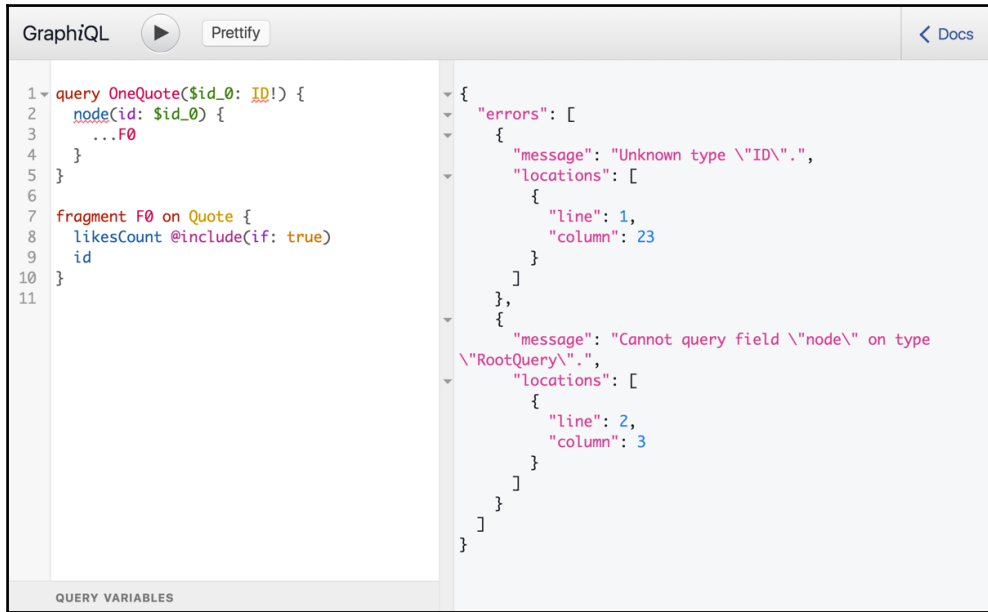 GraphiQL
Prettify
Docs
1 query OneQuote($id_0: ID!) {
2   node(id: $id_0) {
3     ...F0
4   }
5 }
6
7 fragment F0 on Quote {
8   likesCount @include(if: true)
9   id
10 }
11
QUERY VARIABLES
{
  "errors": [
    {
      "message": "Unknown type \"ID\".",
      "locations": [
        {
          "line": 1,
          "column": 23
        }
      ]
    },
    {
      "message": "Cannot query field \"node\" on type
\"RootQuery\".",
      "locations": [
        {
          "line": 2,
          "column": 3
        }
      ]
    }
  ]
}